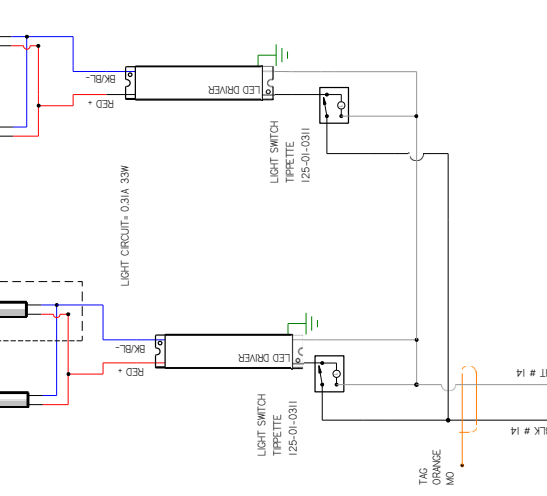 BK/BL-
RED +
LED DRIVER
LIGHT SWITCH
TIPPETTE
125-01-0311
LIGHT CIRCUIT= 0.31A 33W
BK/BL-
RED +
LED DRIVER
LIGHT SWITCH
TIPPETTE
125-01-0311
T # 14
LK # 14
TAG
ORANGE
MO